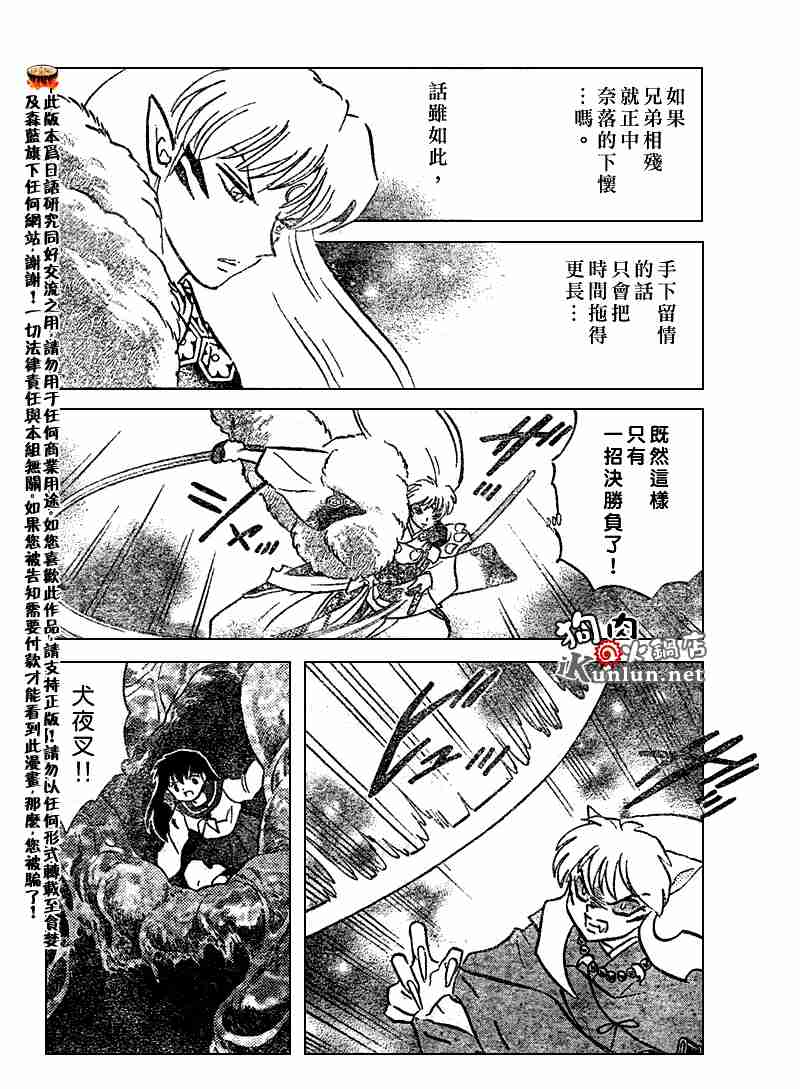 如果
兄弟相殘
就正中
奈落的下懷
…嗎。
話雖如此，
手下留情
的話
只會把
時間拖得
更長…
既然這樣
只有
一招決勝負了！
狗肉
火鍋店
iKunlun.net
犬夜叉!!
此版本爲日語研究同好交流之用，請勿用于任何商業用途。如您喜歡此作品，請支持正版!!請勿以任何形式轉載至貪婪
及森藍旗下任何網站，謝謝！一切法律責任與本組無關。如果您被告知需要付款才能看到此漫畫，那麽，您被騙了！